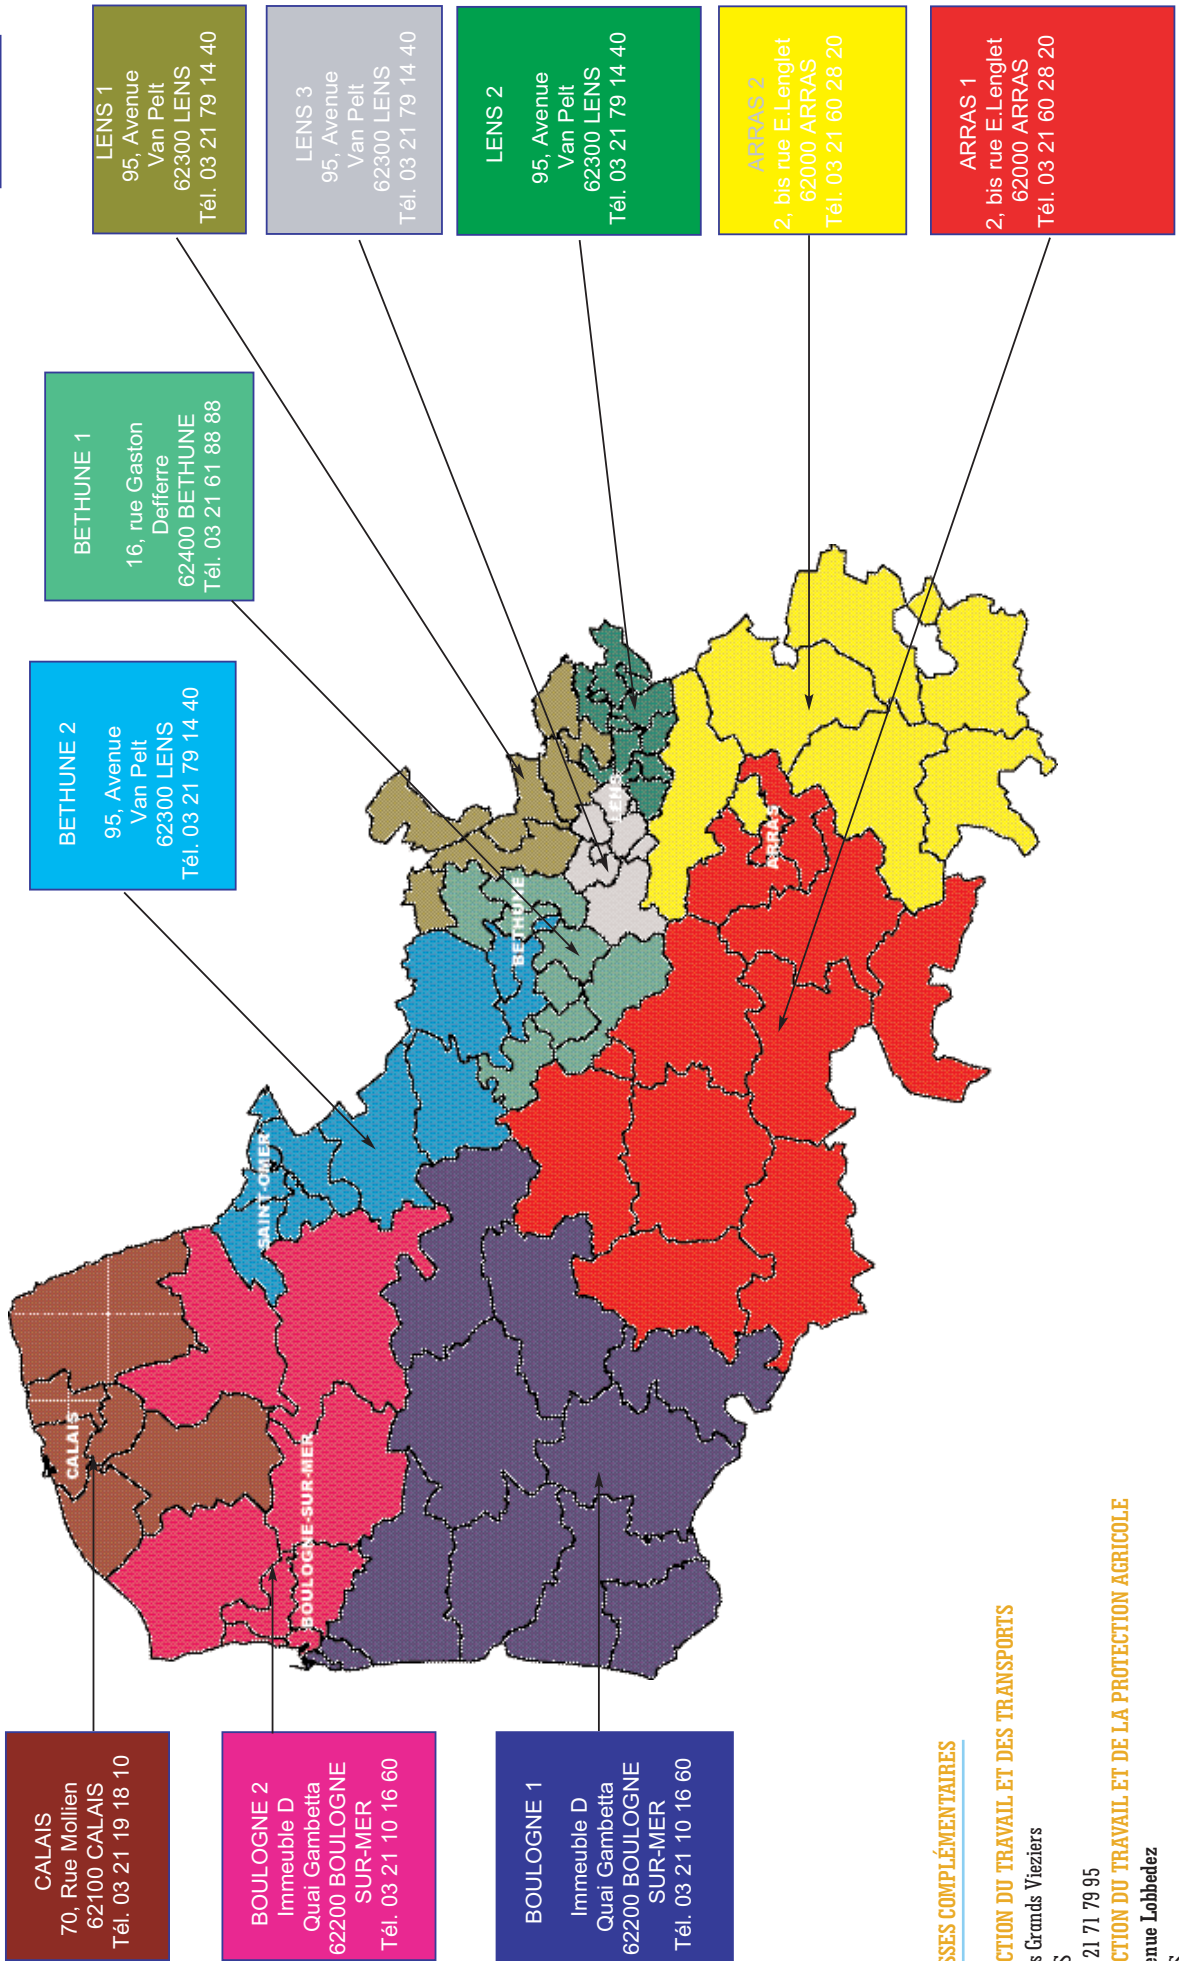 CALAIS
70, Rue Mollien
62100 CALAIS
Tél. 03 21 19 18 10
BOULOGNE 2
Immeuble D
Quai Gambetta
62200 BOULOGNE
SUR-MER
Tél. 03 21 10 16 60
BOULOGNE 1
Immeuble D
Quai Gambetta
62200 BOULOGNE
SUR-MER
Tél. 03 21 10 16 60
BETHUNE 2
95, Avenue
Van Pelt
62300 LENS
Tél. 03 21 79 14 40
BETHUNE 1
16, rue Gaston
Defferre
62400 BETHUNE
Tél. 03 21 61 88 88
LENS 1
95, Avenue
Van Pelt
62300 LENS
Tél. 03 21 79 14 40
LENS 3
95, Avenue
Van Pelt
62300 LENS
Tél. 03 21 79 14 40
LENS 2
95, Avenue
Van Pelt
62300 LENS
Tél. 03 21 79 14 40
ARRAS 2
2, bis rue E.Lenglet
62000 ARRAS
Tél. 03 21 60 28 20
ARRAS 1
2, bis rue E.Lenglet
62000 ARRAS
Tél. 03 21 60 28 20
CALAIS
SAINT-OMER
BOULOGNE-SUR-MER
BETHUNE
LENS
ARRAS
SSES COMPLÉMENTAIRES
CTION DU TRAVAIL ET DES TRANSPORTS
s Grands Vieziers
S
21 71 79 95
CTION DU TRAVAIL ET DE LA PROTECTION AGRICOLE
enue Lobbedez